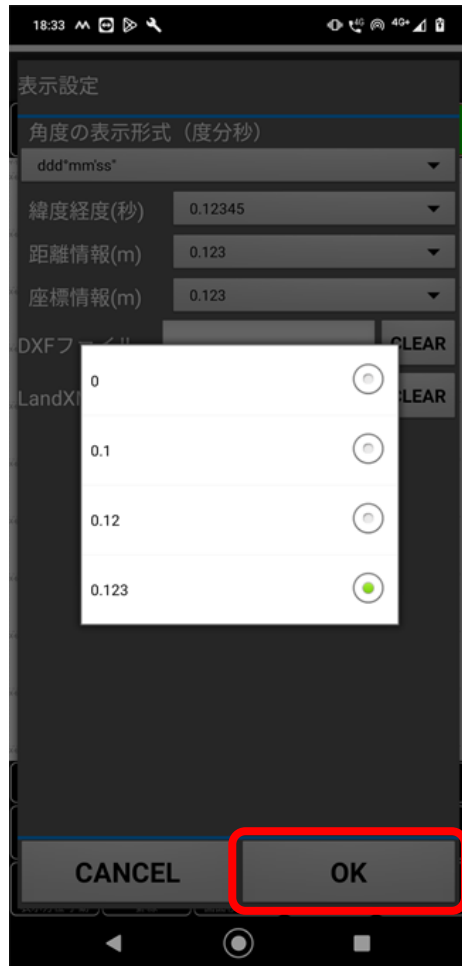 18:33
4G 4G+
表示設定
角度の表示形式（度分秒）
ddd°mm'ss"
緯度経度(秒) 0.12345
距離情報(m) 0.123
座標情報(m) 0.123
CLEAR
CLEAR
0
0.1
0.12
0.123
CANCEL OK